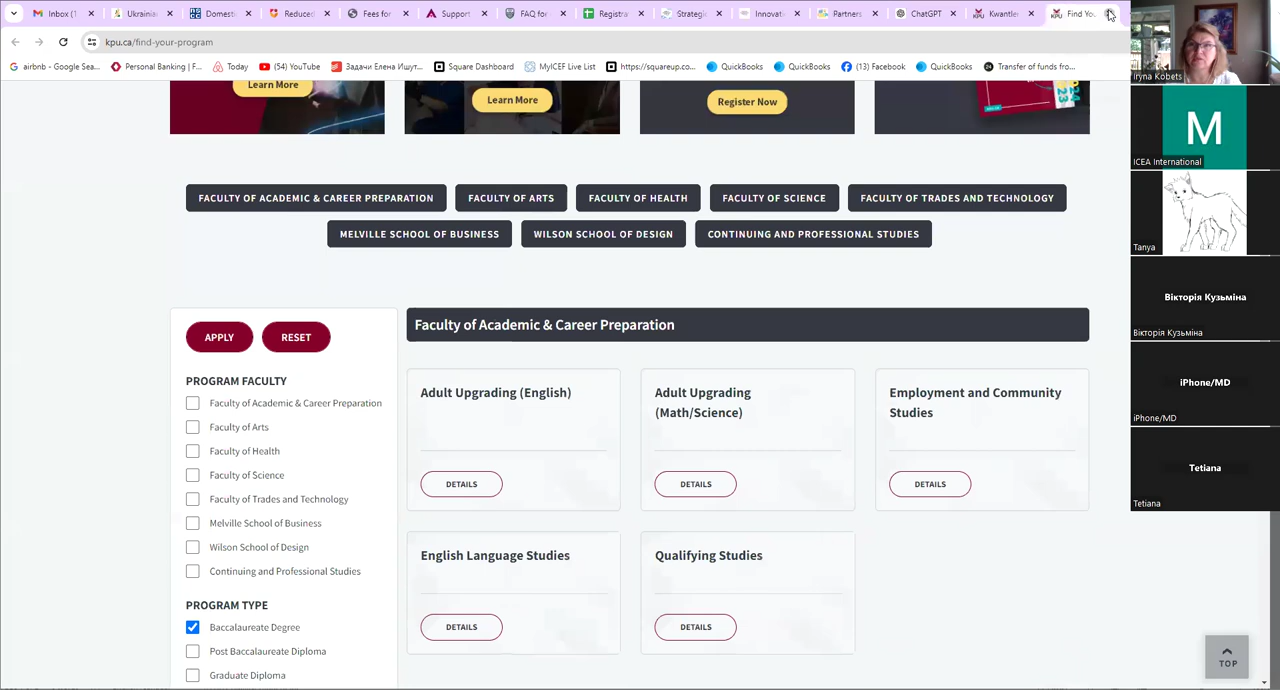 Inbox (1
Ukrainia
Domesti
Reduced
Fees for
Support
FAQ for
Registra
Strategi
Innovati
Partners
ChatGPT
Kwantle
Find Yo
kpu.ca/find-your-program
airbnb - Google Sea...
Personal Banking | F...
Today
(54) YouTube
Задачи Елена Ишут...
Square Dashboard
MyICEF Live List
https://squareup.co...
QuickBooks
QuickBooks
(13) Facebook
QuickBooks
Transfer of funds fro...
Learn More
Learn More
Register Now
FACULTY OF ACADEMIC & CAREER PREPARATION
FACULTY OF ARTS
FACULTY OF HEALTH
FACULTY OF SCIENCE
FACULTY OF TRADES AND TECHNOLOGY
MELVILLE SCHOOL OF BUSINESS
WILSON SCHOOL OF DESIGN
CONTINUING AND PROFESSIONAL STUDIES
APPLY
RESET
PROGRAM FACULTY
Faculty of Academic & Career Preparation
Faculty of Arts
Faculty of Health
Faculty of Science
Faculty of Trades and Technology
Melville School of Business
Wilson School of Design
Continuing and Professional Studies
PROGRAM TYPE
Baccalaureate Degree
Post Baccalaureate Diploma
Graduate Diploma
Faculty of Academic & Career Preparation
Adult Upgrading (English)
DETAILS
Adult Upgrading
(Math/Science)
DETAILS
Employment and Community
Studies
DETAILS
English Language Studies
DETAILS
Qualifying Studies
DETAILS
TOP
Iryna Kobets
M
ICEA International
Tanya
Вікторія Кузьміна
Вікторія Кузьміна
iPhone/MD
iPhone/MD
Tetiana
Tetiana